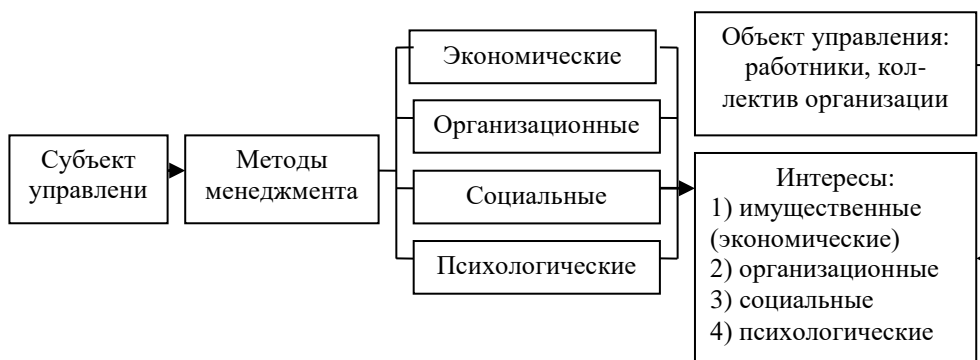 Субъект
управлени
Методы
менеджмента
Экономические
Организационные
Социальные
Психологические
Объект управления:
работники, кол-
лектив организации
Интересы:
1) имущественные
(экономические)
2) организационные
3) социальные
4) психологические